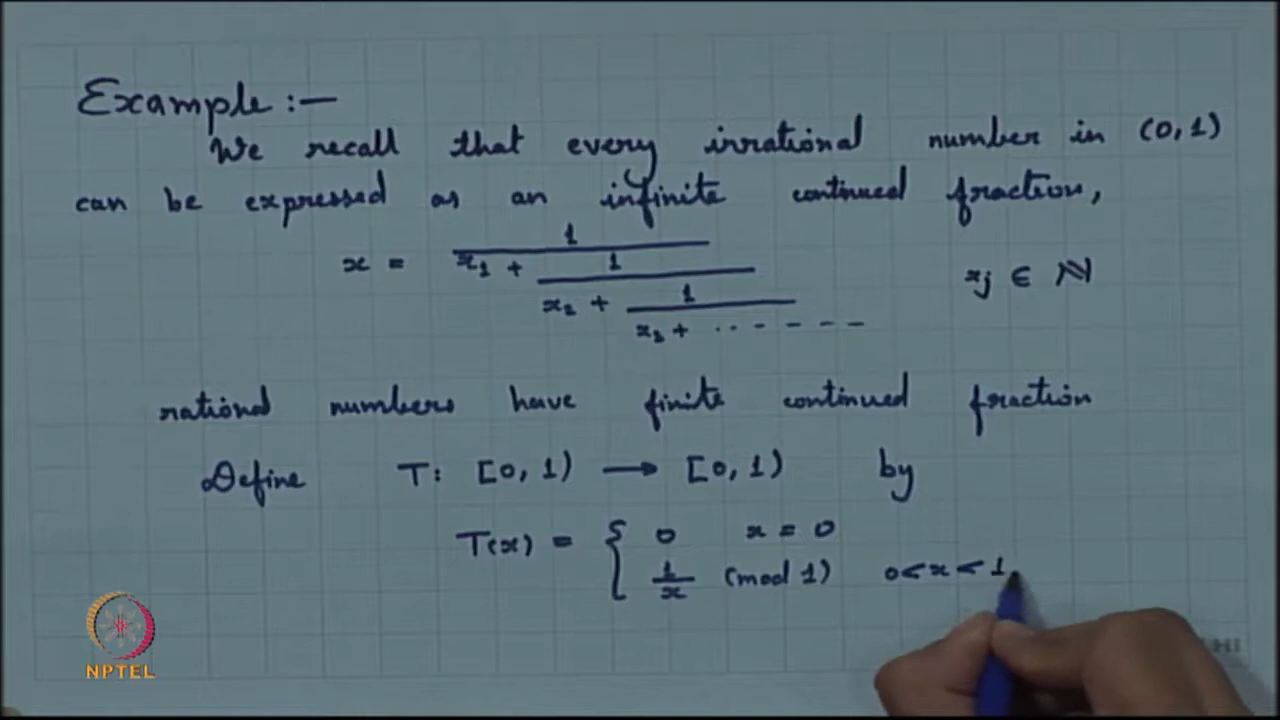 Example :—
We recall that every irrational number in (0,1)
can be expressed as an infinite continued fraction,
x = 1
x1 + 1
x2 + 1
x3 + ------
xj ∈ ℕ
rational numbers have finite continued fraction
Define T: [0,1) → [0,1) by
T(x) = { 0 x = 0
1/x (mod 1) 0<x<1
NPTEL